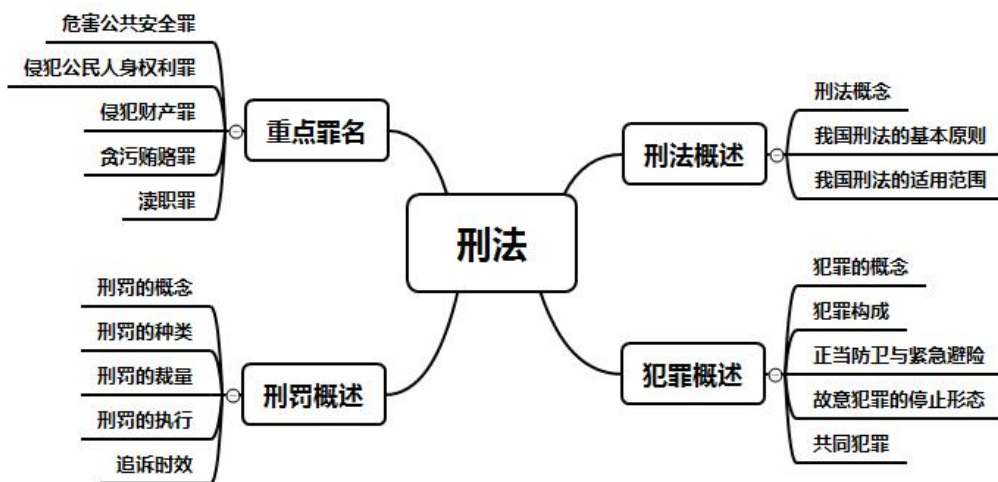 刑法
刑法概述
刑法概念
我国刑法的基本原则
我国刑法的适用范围
犯罪概述
犯罪的概念
犯罪构成
正当防卫与紧急避险
故意犯罪的停止形态
共同犯罪
重点罪名
危害公共安全罪
侵犯公民人身权利罪
侵犯财产罪
贪污贿赂罪
渎职罪
刑罚概述
刑罚的概念
刑罚的种类
刑罚的裁量
刑罚的执行
追诉时效